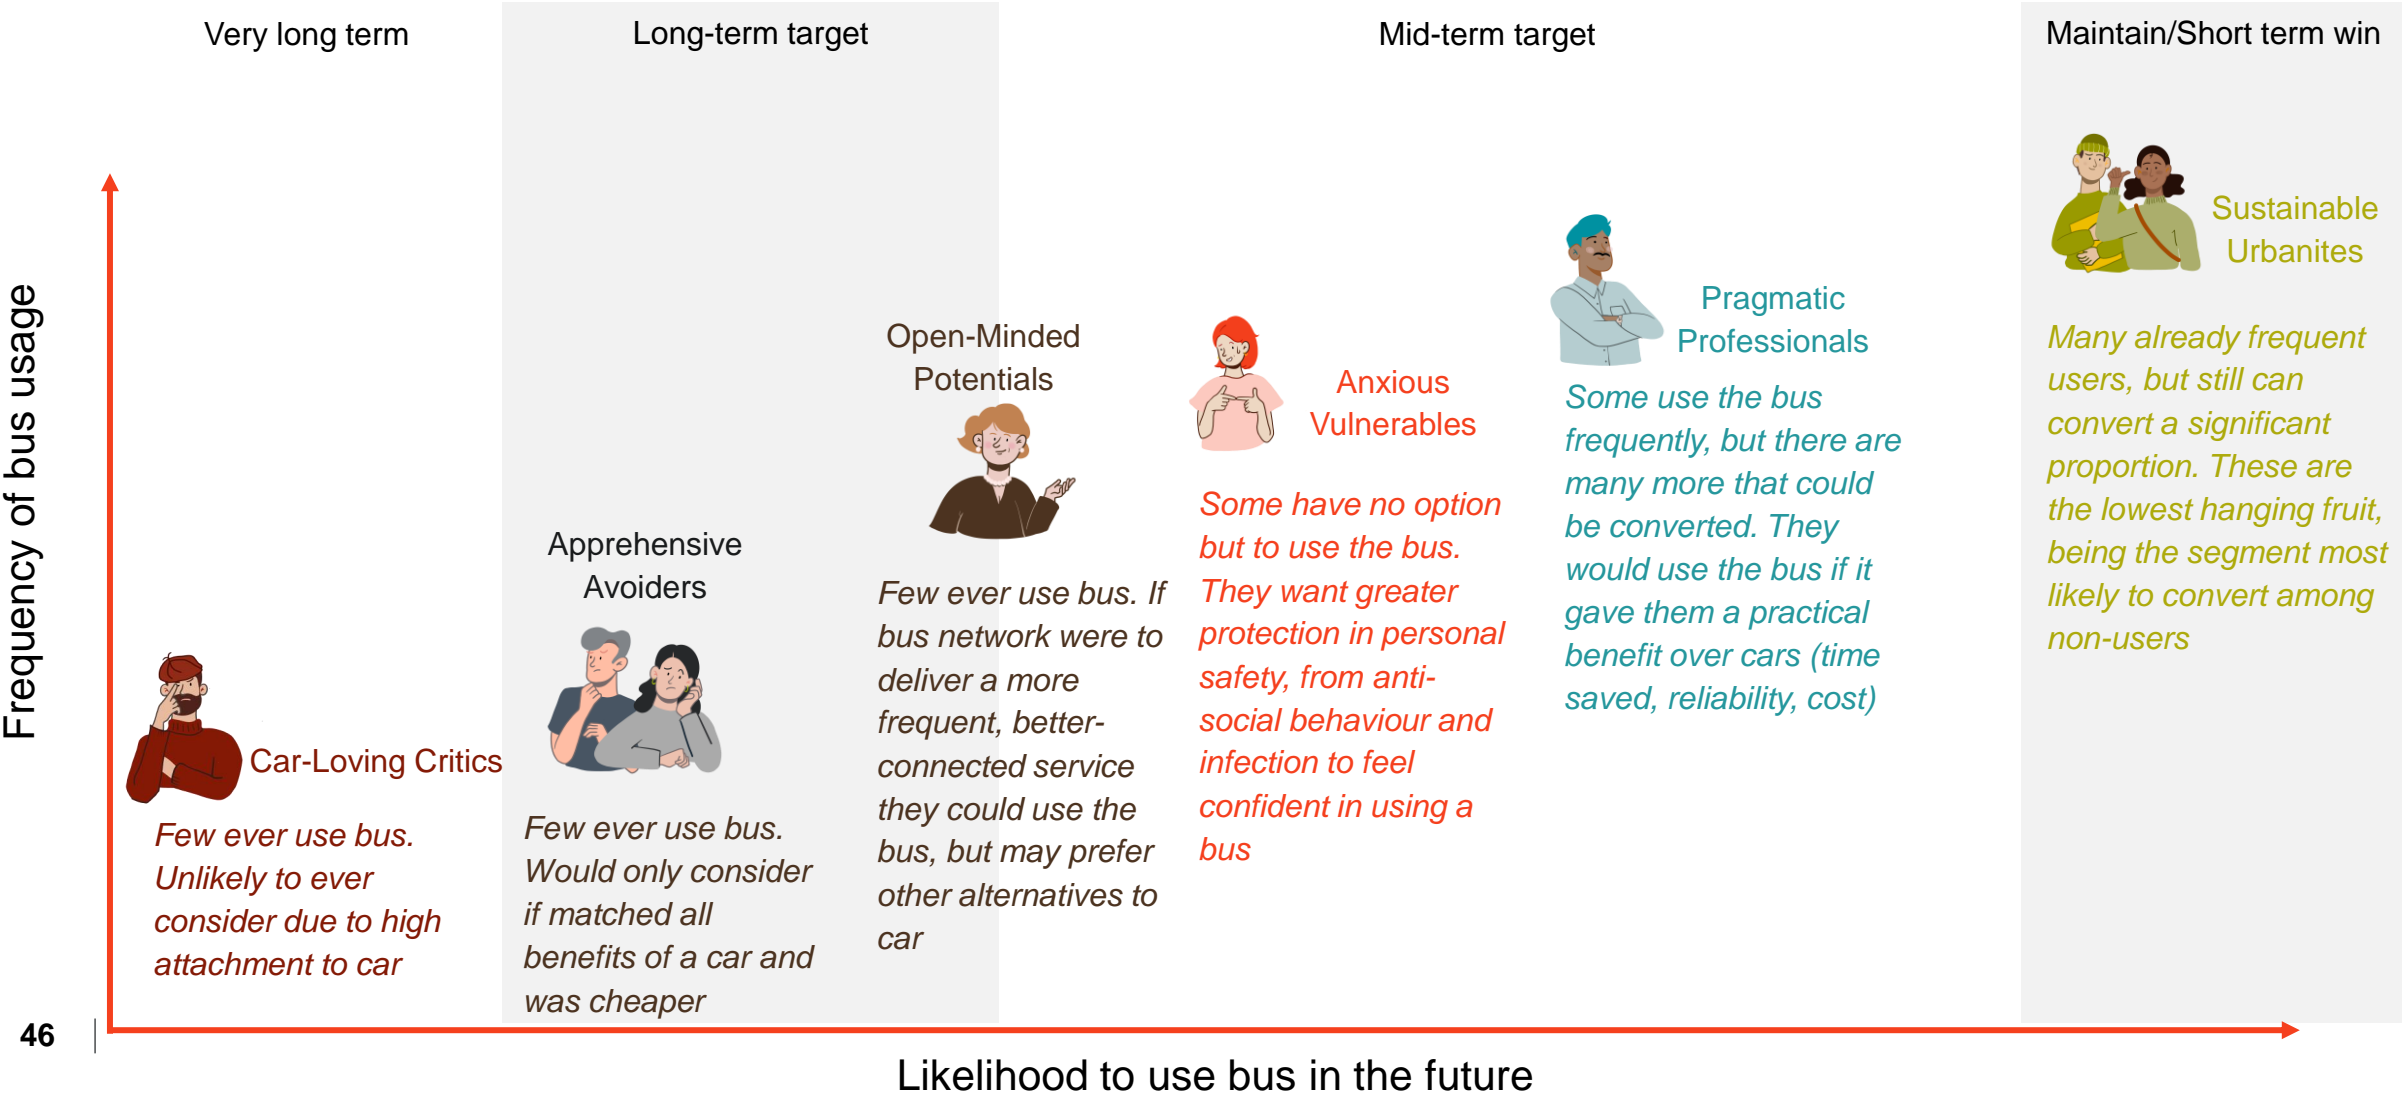 Very long term
Long-term target
Mid-term target
Maintain/Short term win
Frequency of bus usage
Car-Loving Critics
Few ever use bus.
Unlikely to ever
consider due to high
attachment to car
Apprehensive
Avoiders
Few ever use bus.
Would only consider
if matched all
benefits of a car and
was cheaper
Open-Minded
Potentials
Few ever use bus. If
bus network were to
deliver a more
frequent, better-
connected service
they could use the
bus, but may prefer
other alternatives to
car
Anxious
Vulnerables
Some have no option
but to use the bus.
They want greater
protection in personal
safety, from anti-
social behaviour and
infection to feel
confident in using a
bus
Pragmatic
Professionals
Some use the bus
frequently, but there are
many more that could
be converted. They
would use the bus if it
gave them a practical
benefit over cars (time
saved, reliability, cost)
Sustainable
Urbanites
Many already frequent
users, but still can
convert a significant
proportion. These are
the lowest hanging fruit,
being the segment most
likely to convert among
non-users
46
Likelihood to use bus in the future